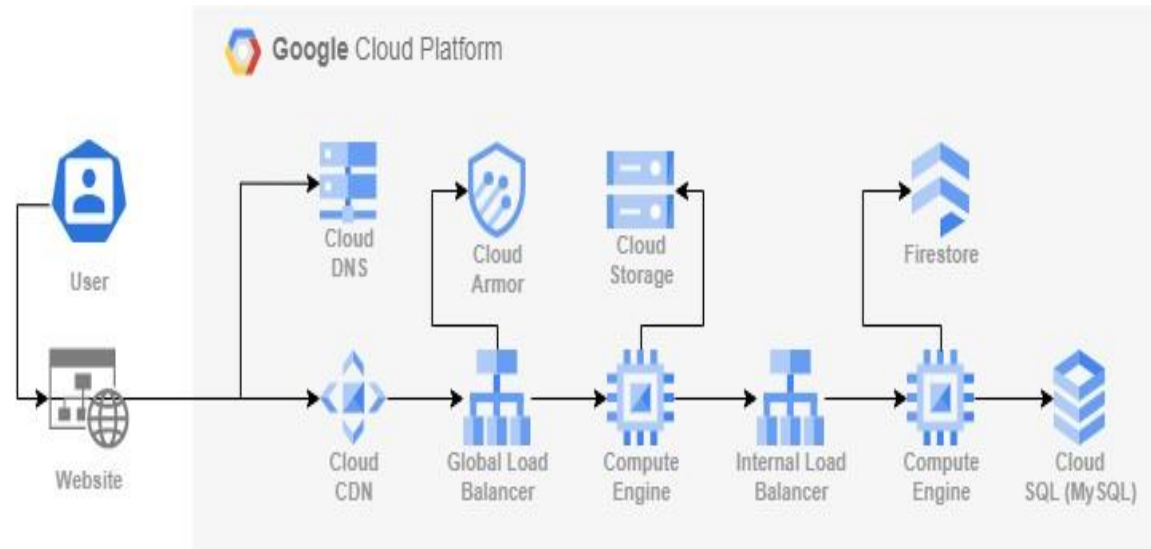 Google Cloud Platform
User
Cloud
DNS
Cloud
Armor
Cloud
Storage
Firestore
Website
Cloud
CDN
Global Load
Balancer
Compute
Engine
Internal Load
Balancer
Compute
Engine
Cloud
SQL (MySQL)